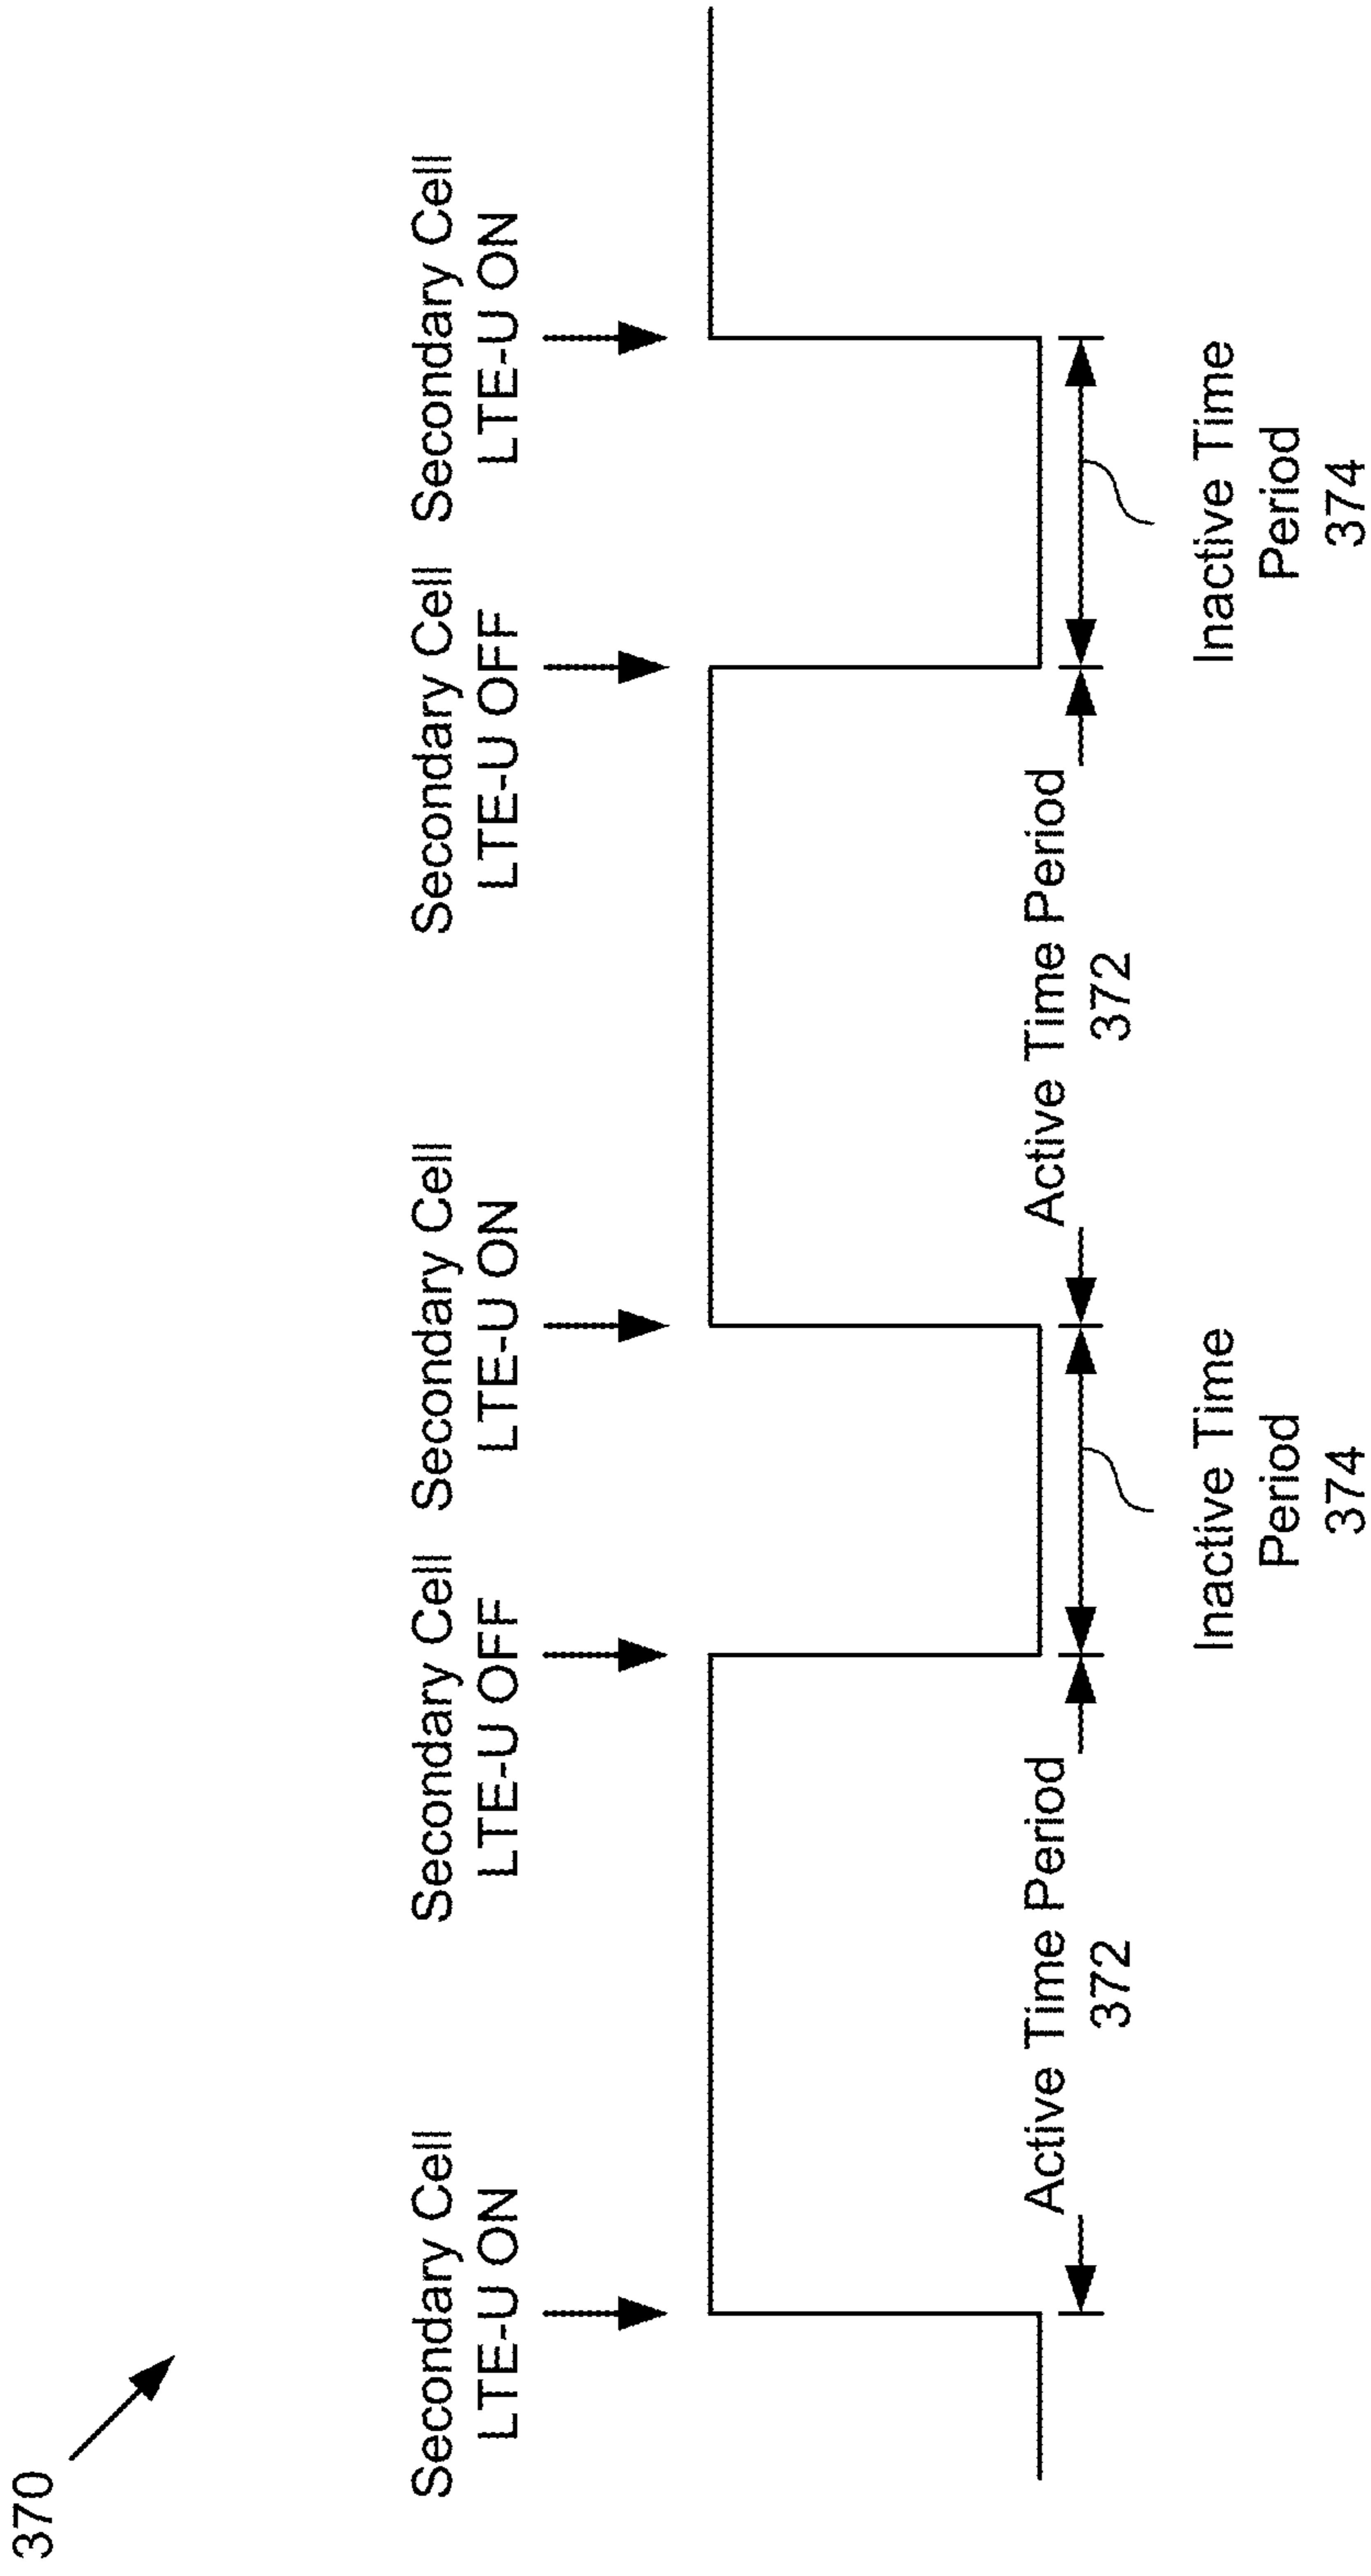 370
Secondary Cell
LTE-U ON
Secondary Cell
LTE-U OFF
Secondary Cell
LTE-U ON
Secondary Cell
LTE-U OFF
Secondary Cell
LTE-U ON
Active Time Period
372
Inactive Time
Period
374
Active Time Period
372
Inactive Time
Period
374